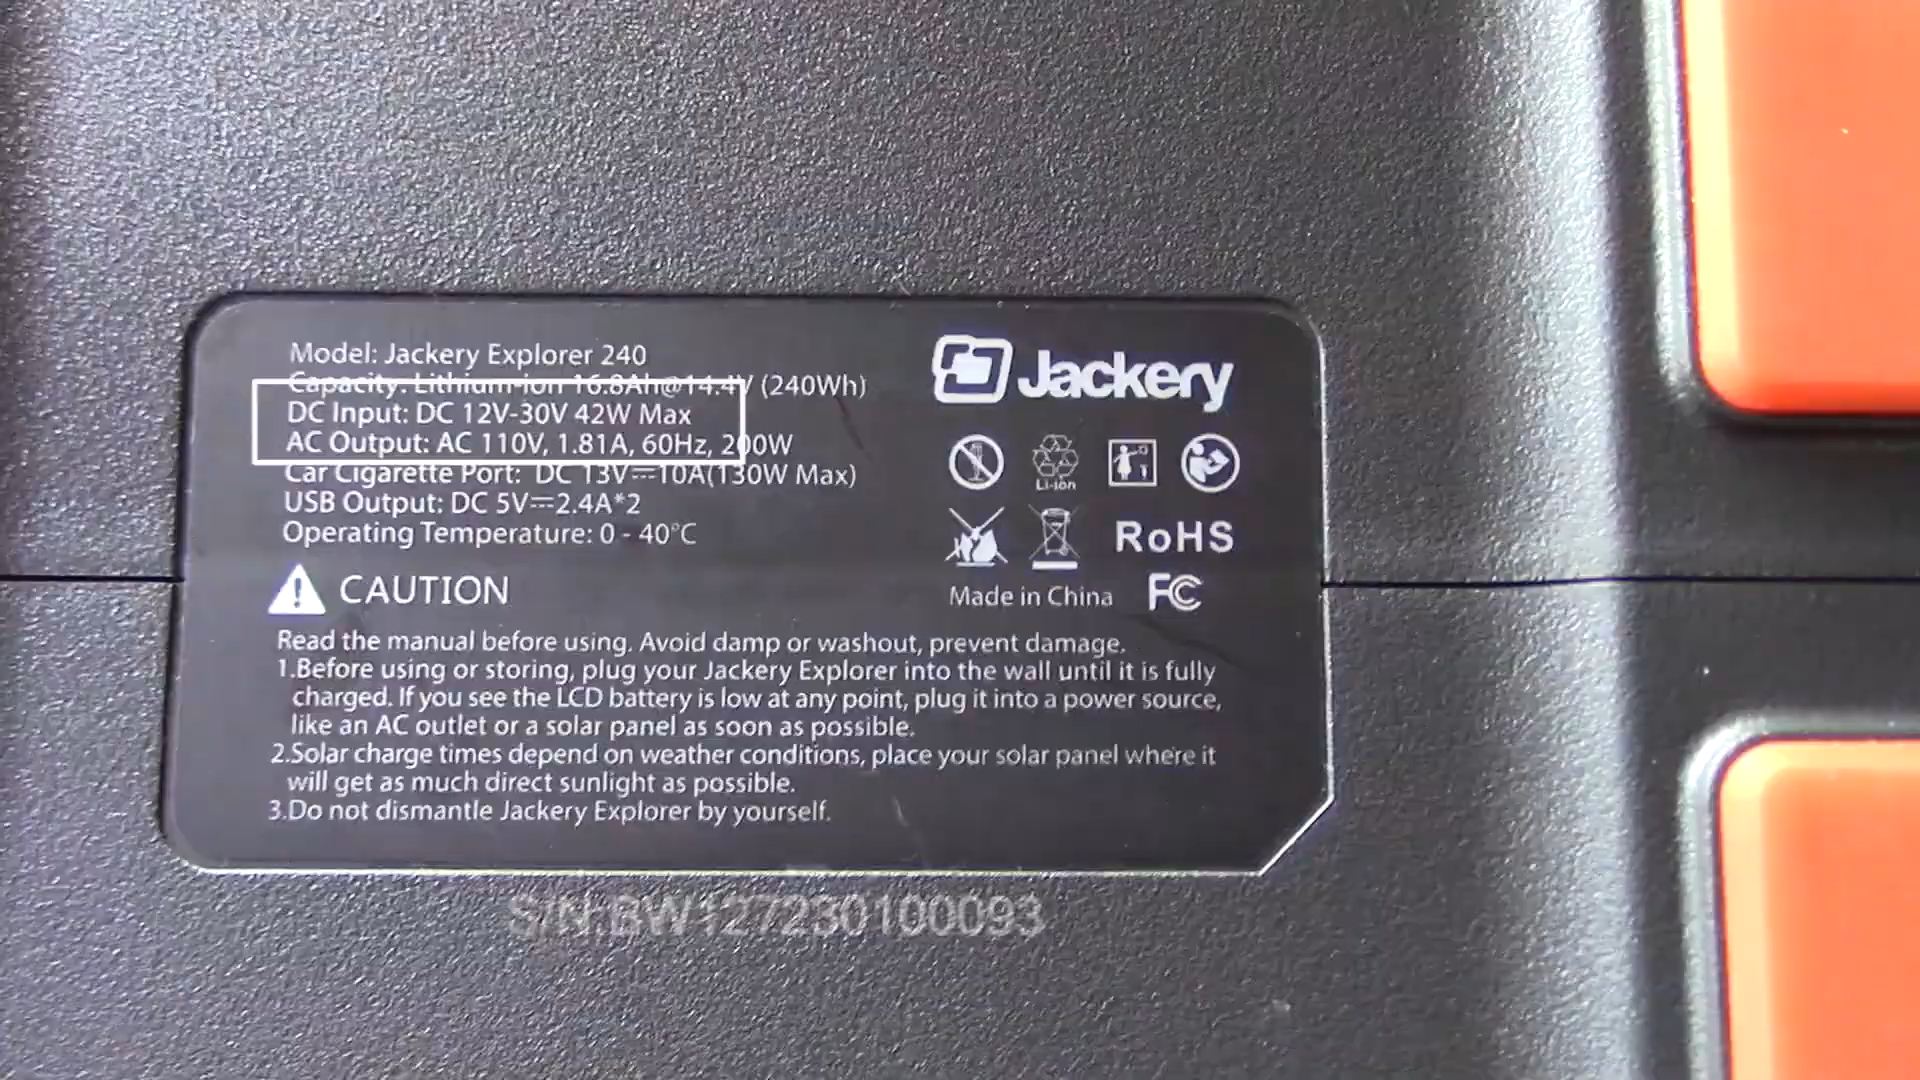 Model: Jackery Explorer 240
Capacity: Lithium-ion 16.8Ah@14.4V (240Wh)
DC Input: DC 12V-30V 42W Max
AC Output: AC 110V, 1.81A, 60Hz, 200W
Car Cigarette Port: DC 13V⎓10A(130W Max)
USB Output: DC 5V⎓2.4A*2
Operating Temperature: 0 - 40°C
Jackery
Li-ion
RoHS
Made in China FC
CAUTION
Read the manual before using. Avoid damp or washout, prevent damage.
1.Before using or storing, plug your Jackery Explorer into the wall until it is fully
charged. If you see the LCD battery is low at any point, plug it into a power source,
like an AC outlet or a solar panel as soon as possible.
2.Solar charge times depend on weather conditions, place your solar panel where it
will get as much direct sunlight as possible.
3.Do not dismantle Jackery Explorer by yourself.
S/N:BW127230100093